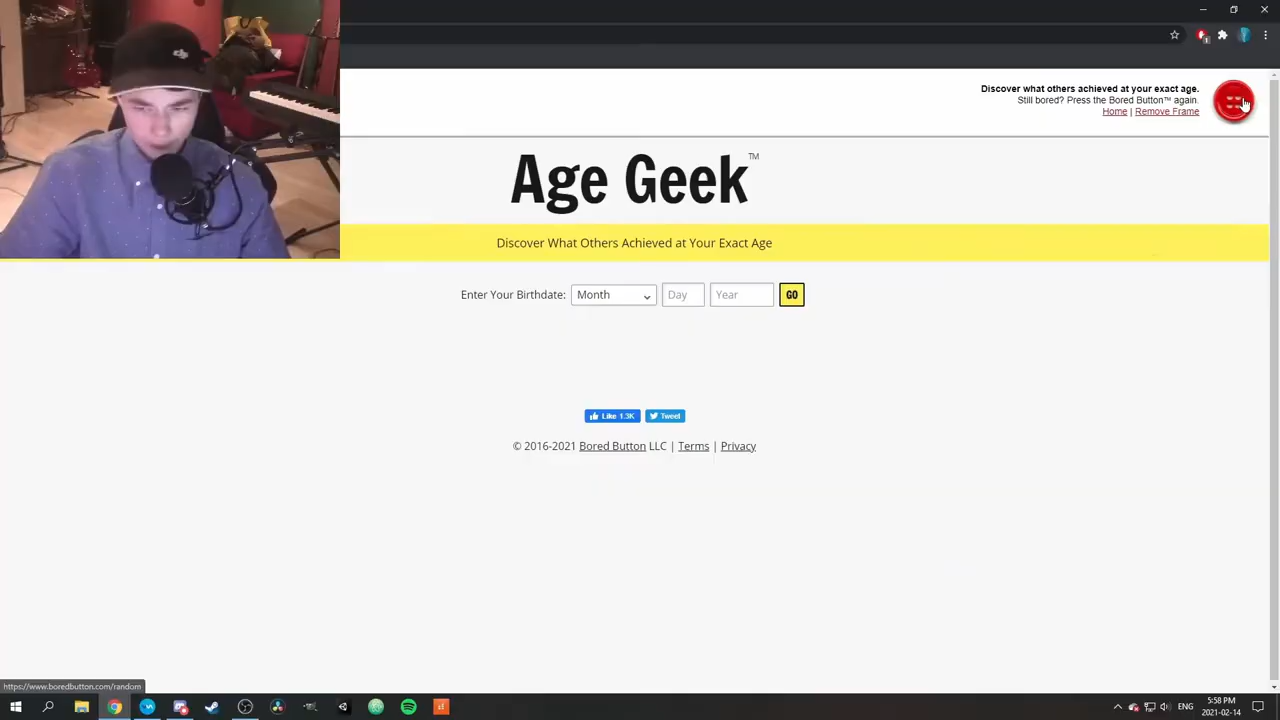 Discover what others achieved at your exact age.
Still bored? Press the Bored Button™ again.
Home | Remove Frame
Age Geek™
Discover What Others Achieved at Your Exact Age
Enter Your Birthdate: Month Day Year GO
Like 1.3K Tweet
© 2016-2021 Bored Button LLC | Terms | Privacy
https://www.boredbutton.com/random
ENG
5:58 PM
2021-02-14